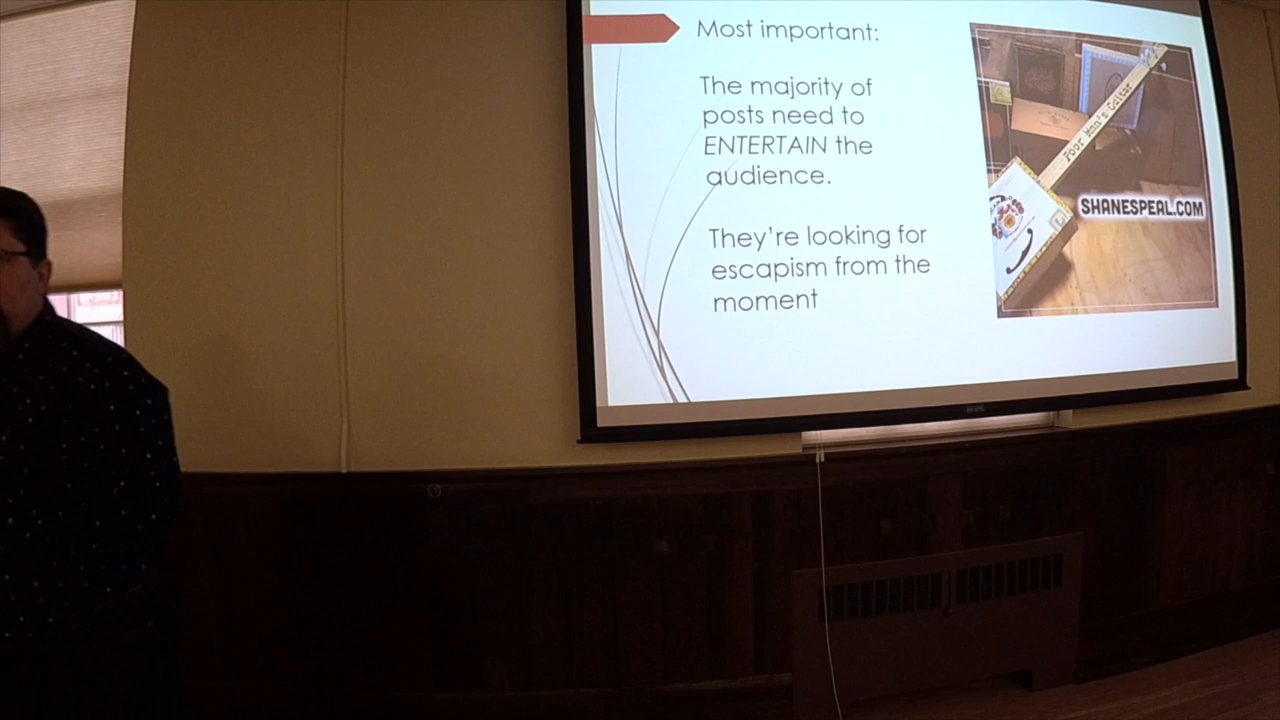 Most important:
The majority of
posts need to
ENTERTAIN the
audience.
They're looking for
escapism from the
moment
Poor Man's Guitar
SHANESPEAL.COM